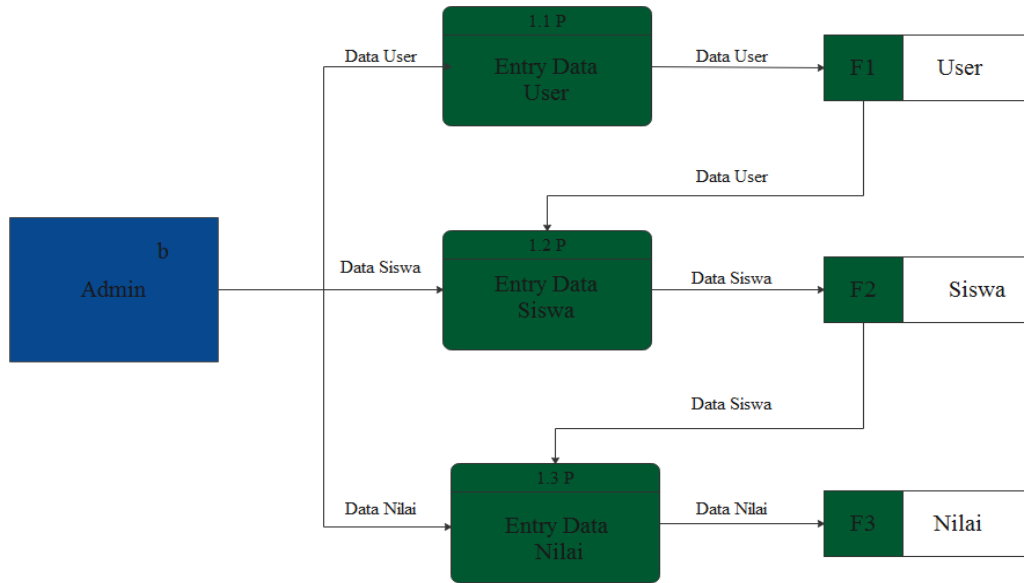 1.1 P
Data User
Entry Data
User
Data User
F1
User
Data User
b
Admin
1.2 P
Data Siswa
Entry Data
Siswa
Data Siswa
F2
Siswa
Data Siswa
1.3 P
Data Nilai
Entry Data
Nilai
Data Nilai
F3
Nilai